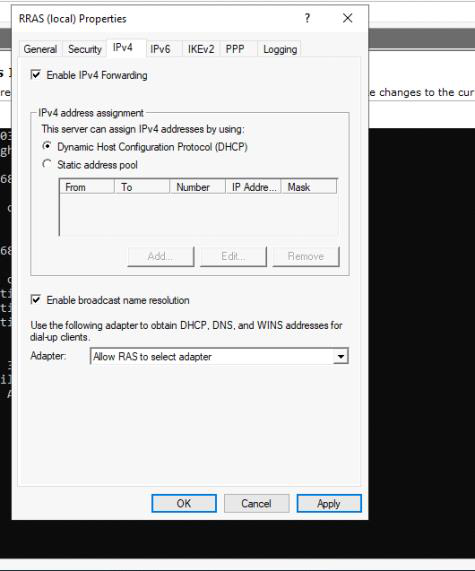 RRAS (local) Properties ? X
General Security IPv4 IPv6 IKEv2 PPP Logging
Enable IPv4 Forwarding
e changes to the cur
IPv4 address assignment
This server can assign IPv4 addresses by using:
Dynamic Host Configuration Protocol (DHCP)
Static address pool
From To Number IP Addre... Mask
Add... Edit... Remove
Enable broadcast name resolution
Use the following adapter to obtain DHCP, DNS, and WINS addresses for
dial-up clients.
Adapter: Allow RAS to select adapter
OK Cancel Apply